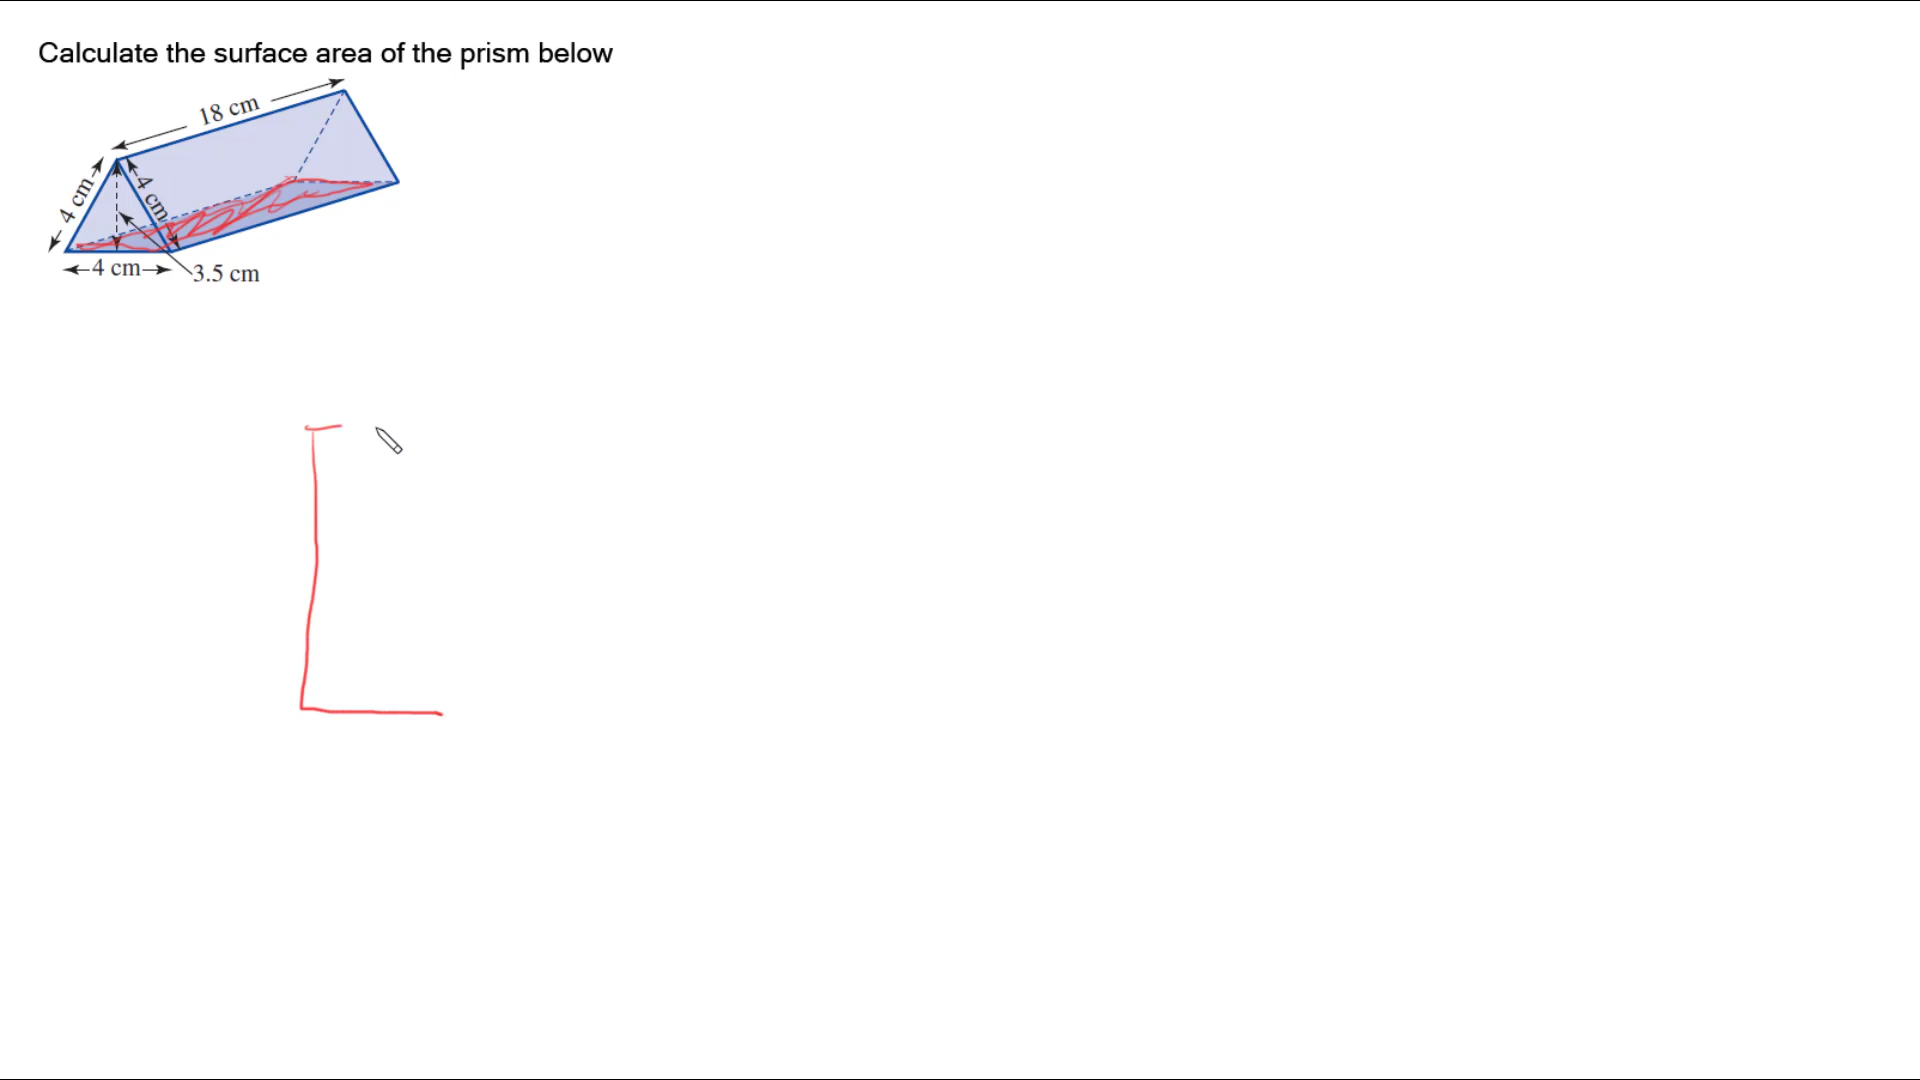 Calculate the surface area of the prism below
18 cm
4 cm
4 cm
4 cm
3.5 cm